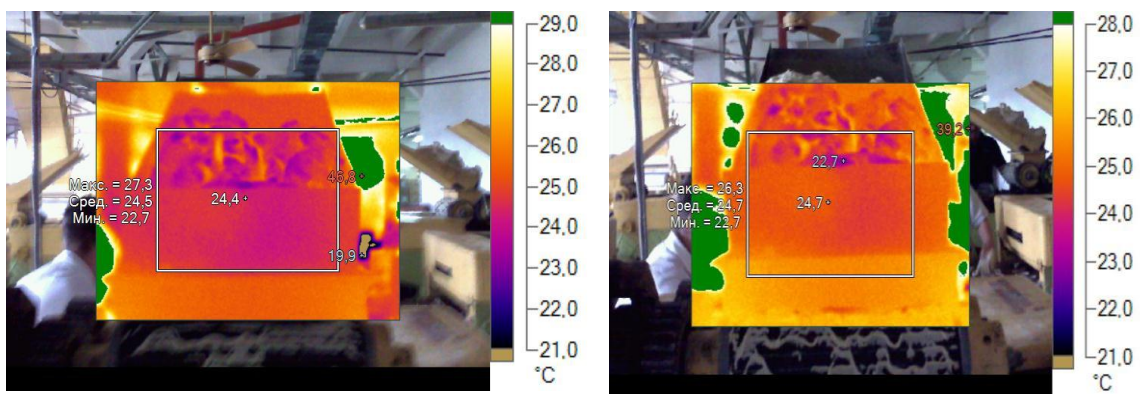 29,0
28,0
27,0
26,0
25,0
24,0
23,0
21,0
°C
Макс. = 27,3
Сред. = 24,5
Мин. = 22,7
24,4
46,8
19,9
28,0
27,0
26,0
25,0
24,0
23,0
22,0
21,0
°C
Макс. = 26,3
Сред. = 24,7
Мин. = 22,7
39,2
22,7
24,7